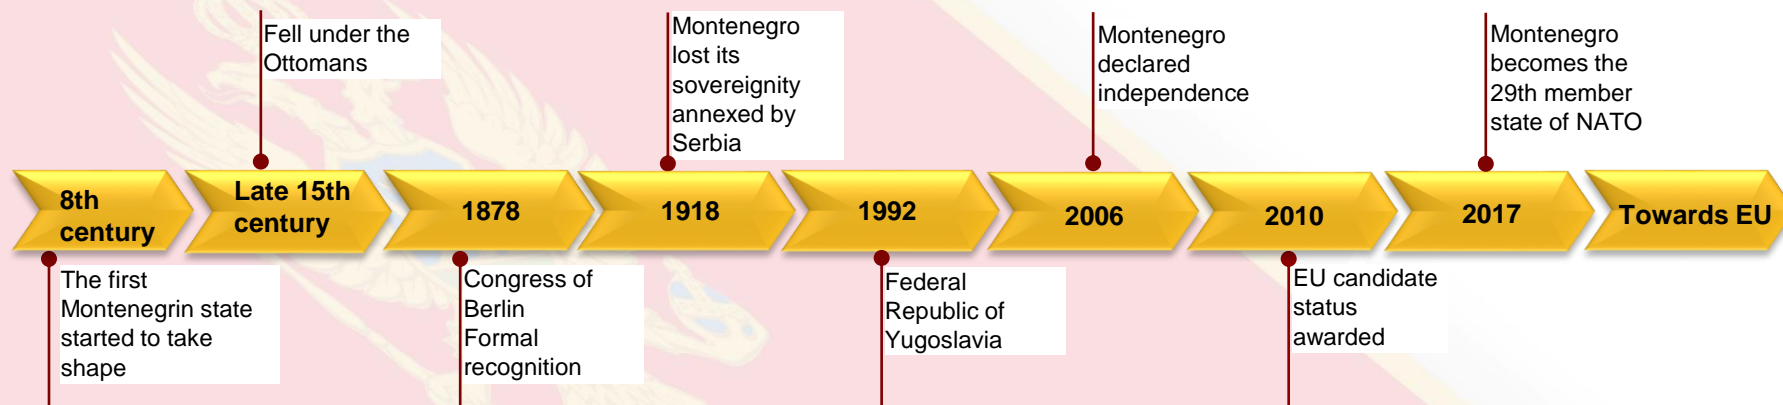 Fell under the
Ottomans
Montenegro
lost its
sovereignity
annexed by
Serbia
Montenegro
declared
independence
Montenegro
becomes the
29th member
state of NATO
8th
century
Late 15th
century
1878
1918
1992
2006
2010
2017
Towards EU
The first
Montenegrin state
started to take
shape
Congress of
Berlin
Formal
recognition
Federal
Republic of
Yugoslavia
EU candidate
status
awarded